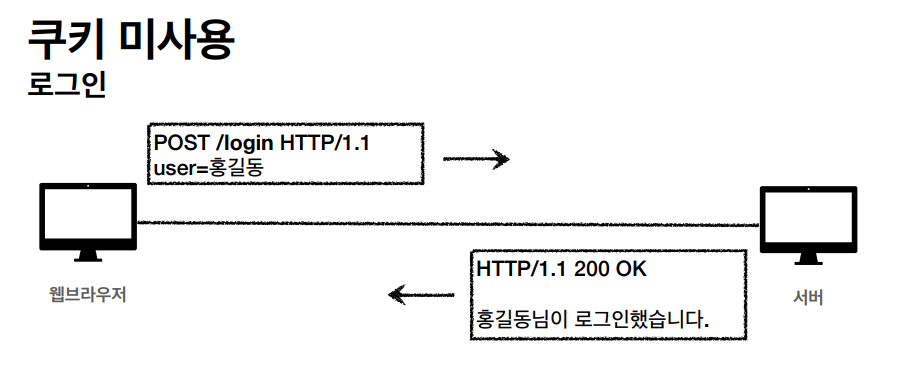 쿠키 미사용
로그인
POST /login HTTP/1.1
user=홍길동
웹브라우저
서버
HTTP/1.1 200 OK
홍길동님이 로그인했습니다.